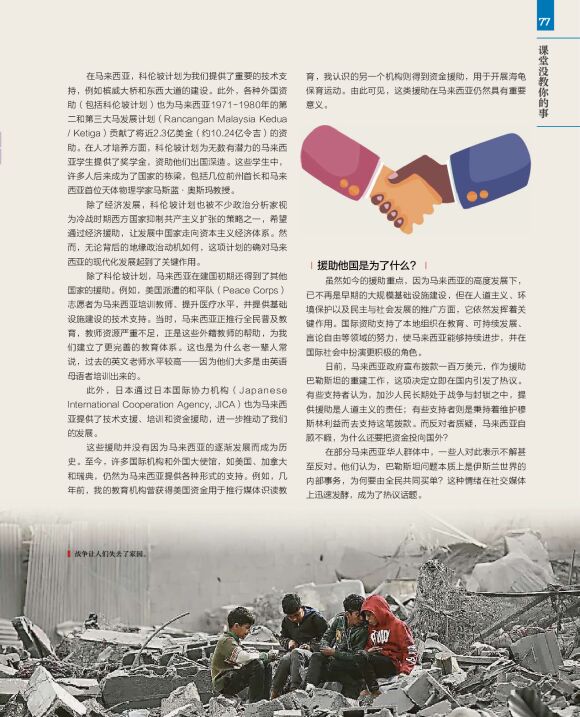 77
课堂没教你的事
在马来西亚，科伦坡计划为我们提供了重要的技术支
持，例如槟威大桥和东西大道的建设。此外，各种外国资
助（包括科伦坡计划）也为马来西亚1971-1980年的第
二和第三大马发展计划（Rancangan Malaysia Kedua
/ Ketiga）贡献了将近2.3亿美金（约10.24亿令吉）的资
助。在人才培养方面，科伦坡计划为无数有潜力的马来西
亚学生提供了奖学金，资助他们出国深造。这些学生中，
许多人后来成为了国家的栋梁，包括几位前州首长和马来
西亚首位天体物理学家马斯蓝·奥斯玛教授。
除了经济发展，科伦坡计划也被不少政治分析家视
为冷战时期西方国家抑制共产主义扩张的策略之一，希望
通过经济援助，让发展中国家走向资本主义经济体系。然
而，无论背后的地缘政治动机如何，这项计划的确对马来
西亚的现代化发展起到了关键作用。
除了科伦坡计划，马来西亚在建国初期还得到了其他
国家的援助。例如，美国派遣的和平队（Peace Corps）
志愿者为马来西亚培训教师、提升医疗水平，并提供基础
设施建设的技术支持。当时，马来西亚正推行全民普及教
育，教师资源严重不足，正是这些外籍教师的帮助，为我
们建立了更完善的教育体系。这也是为什么老一辈人常
说，过去的英文老师水平较高——因为他们大多是由英语
母语者培训出来的。
此外，日本通过日本国际协力机构（Japanese
International Cooperation Agency, JICA）也为马来西
亚提供了技术支援、培训和资金援助，进一步推动了我们
的发展。
这些援助并没有因为马来西亚的逐渐发展而成为历
史。至今，许多国际机构和外国大使馆，如美国、加拿大
和瑞典，仍然为马来西亚提供各种形式的支持。例如，几
年前，我的教育机构曾获得美国资金用于推行媒体识读教
育，我认识的另一个机构则得到资金援助，用于开展海龟
保育运动。由此可见，这类援助在马来西亚仍然具有重要
意义。
援助他国是为了什么？
虽然如今的援助重点，因为马来西亚的高度发展下，
已不再是早期的大规模基础设施建设，但在人道主义、环
境保护以及民主与社会发展的推广方面，它依然发挥着关
键作用。国际资助支持了本地组织在教育、可持续发展、
言论自由等领域的努力，使马来西亚能够持续进步，并在
国际社会中扮演更积极的角色。
日前，马来西亚政府宣布拨款一百万美元，作为援助
巴勒斯坦的重建工作，这项决定立即在国内引发了热议。
有些支持者认为，加沙人民长期处于战争与封锁之中，提
供援助是人道主义的责任；有些支持者则是秉持着维护穆
斯林利益而去支持这笔拨款。而反对者质疑，马来西亚自
顾不暇，为什么还要把资金投向国外？
在部分马来西亚华人群体中，一些人对此表示不解甚
至反对。他们认为，巴勒斯坦问题本质上是伊斯兰世界的
内部事务，为何要由全民共同买单？这种情绪在社交媒体
上迅速发酵，成为了热议话题。
战争让人们失去了家园。